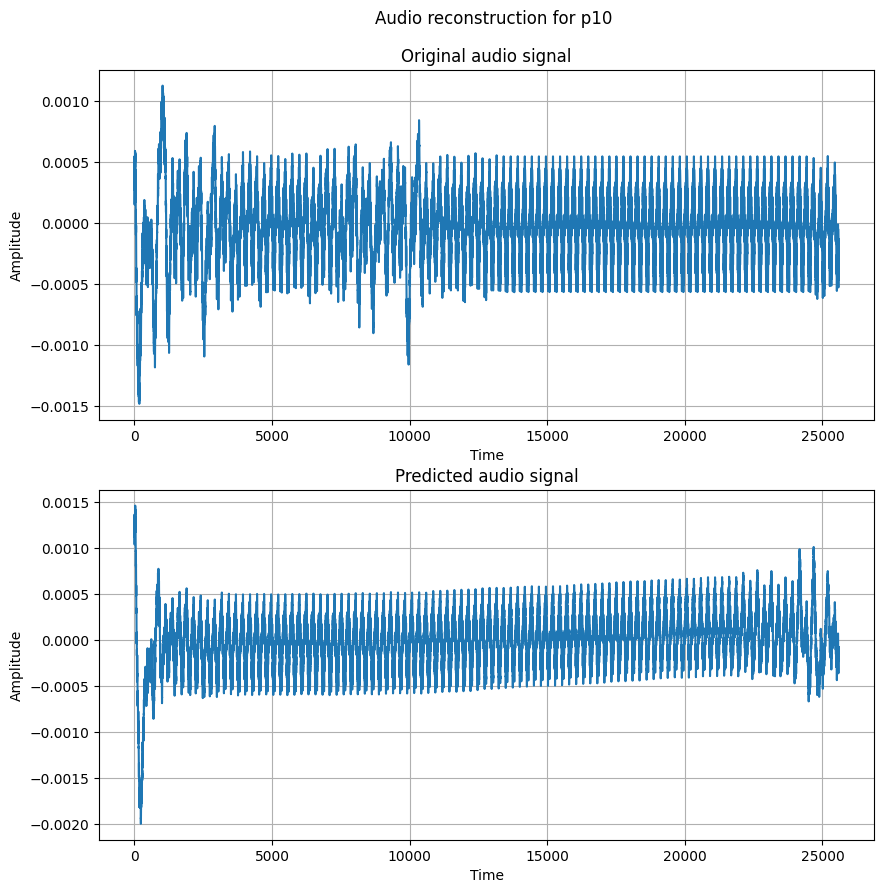 Audio reconstruction for p10
Original audio signal
0.0010
0.0005
0.0000
−0.0005
−0.0010
−0.0015
Amplitude
0 5000 10000 15000 20000 25000
Time
Predicted audio signal
0.0015
0.0010
0.0005
0.0000
−0.0005
−0.0010
−0.0015
−0.0020
Amplitude
0 5000 10000 15000 20000 25000
Time